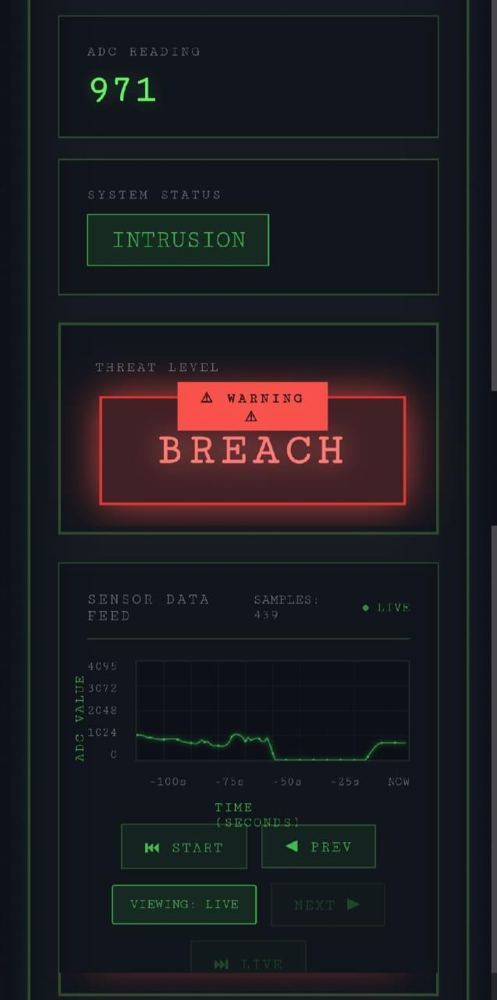 ADC READING
971
SYSTEM STATUS
INTRUSION
THREAT LEVEL
⚠ WARNING
⚠
BREACH
SENSOR DATA
FEED
SAMPLES:
439
● LIVE
ADC VALUE
4095
3072
2048
1024
0
-100s -75s -50s -25s NOW
TIME
(SECONDS)
⏮ START ◀ PREV
VIEWING: LIVE NEXT ▶
⏭ LIVE